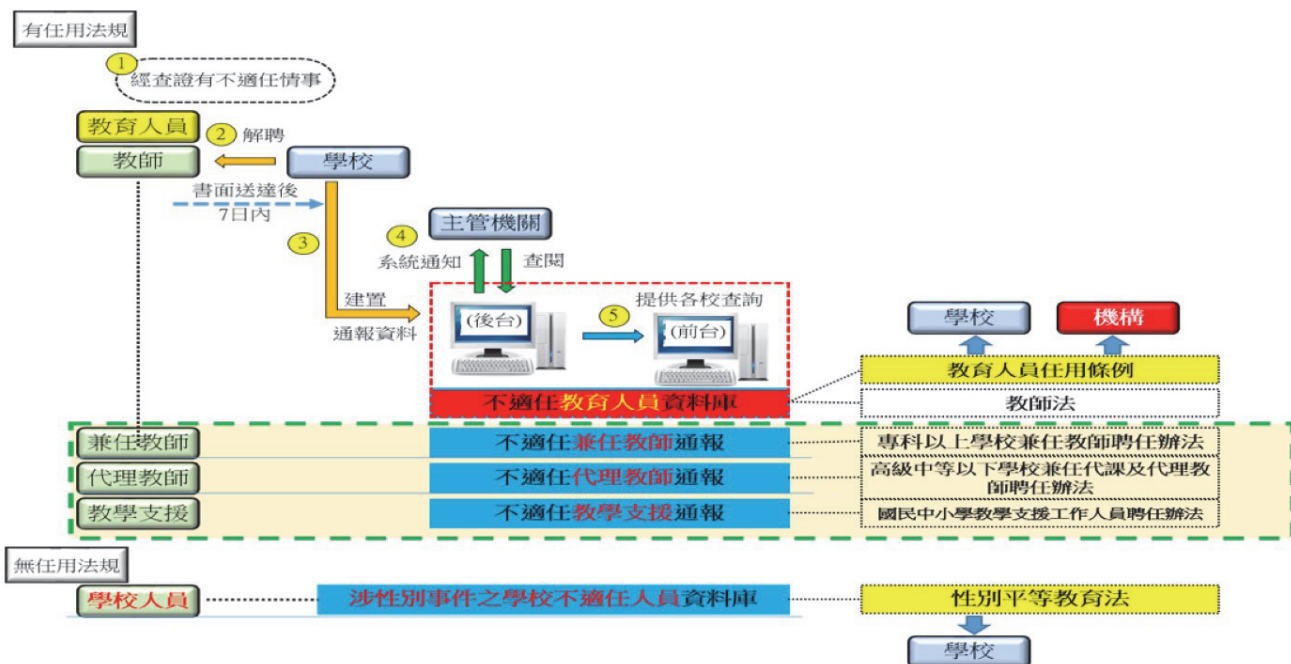 有任用法規
1
經查證有不適任情事
教育人員
2 解聘
教師
學校
書面送達後
7日內
主管機關
3
4
系統通知
查閱
建置
通報資料
(後台)
5
提供各校查詢
(前台)
學校
機構
教育人員任用條例
不適任教育人員資料庫
教師法
兼任教師
不適任兼任教師通報
專科以上學校兼任教師聘任辦法
代理教師
不適任代理教師通報
高級中等以下學校兼任代課及代理教
師聘任辦法
教學支援
不適任教學支援通報
國民中小學教學支援工作人員聘任辦法
無任用法規
學校人員
涉性別事件之學校不適任人員資料庫
性別平等教育法
學校